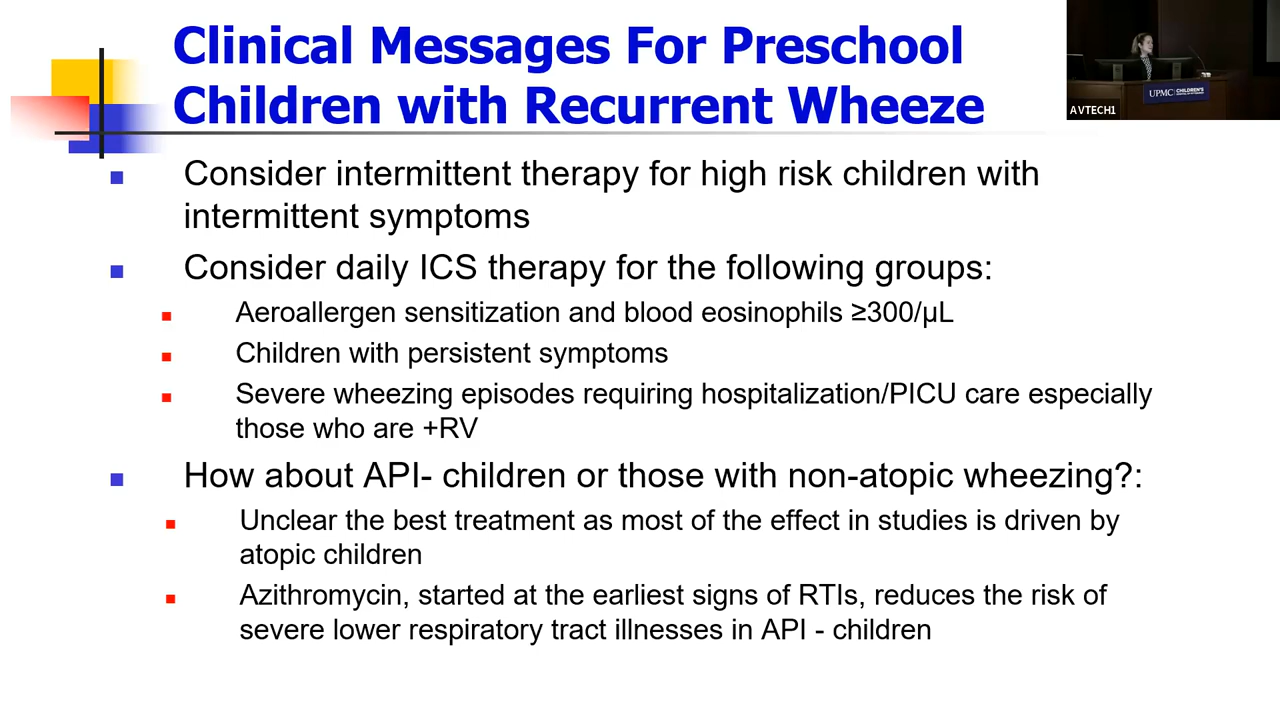 Clinical Messages For Preschool
Children with Recurrent Wheeze
AVTECH1
UPMC CHILDREN'S
Consider intermittent therapy for high risk children with
intermittent symptoms
Consider daily ICS therapy for the following groups:
Aeroallergen sensitization and blood eosinophils ≥300/μL
Children with persistent symptoms
Severe wheezing episodes requiring hospitalization/PICU care especially
those who are +RV
How about API- children or those with non-atopic wheezing?:
Unclear the best treatment as most of the effect in studies is driven by
atopic children
Azithromycin, started at the earliest signs of RTIs, reduces the risk of
severe lower respiratory tract illnesses in API - children